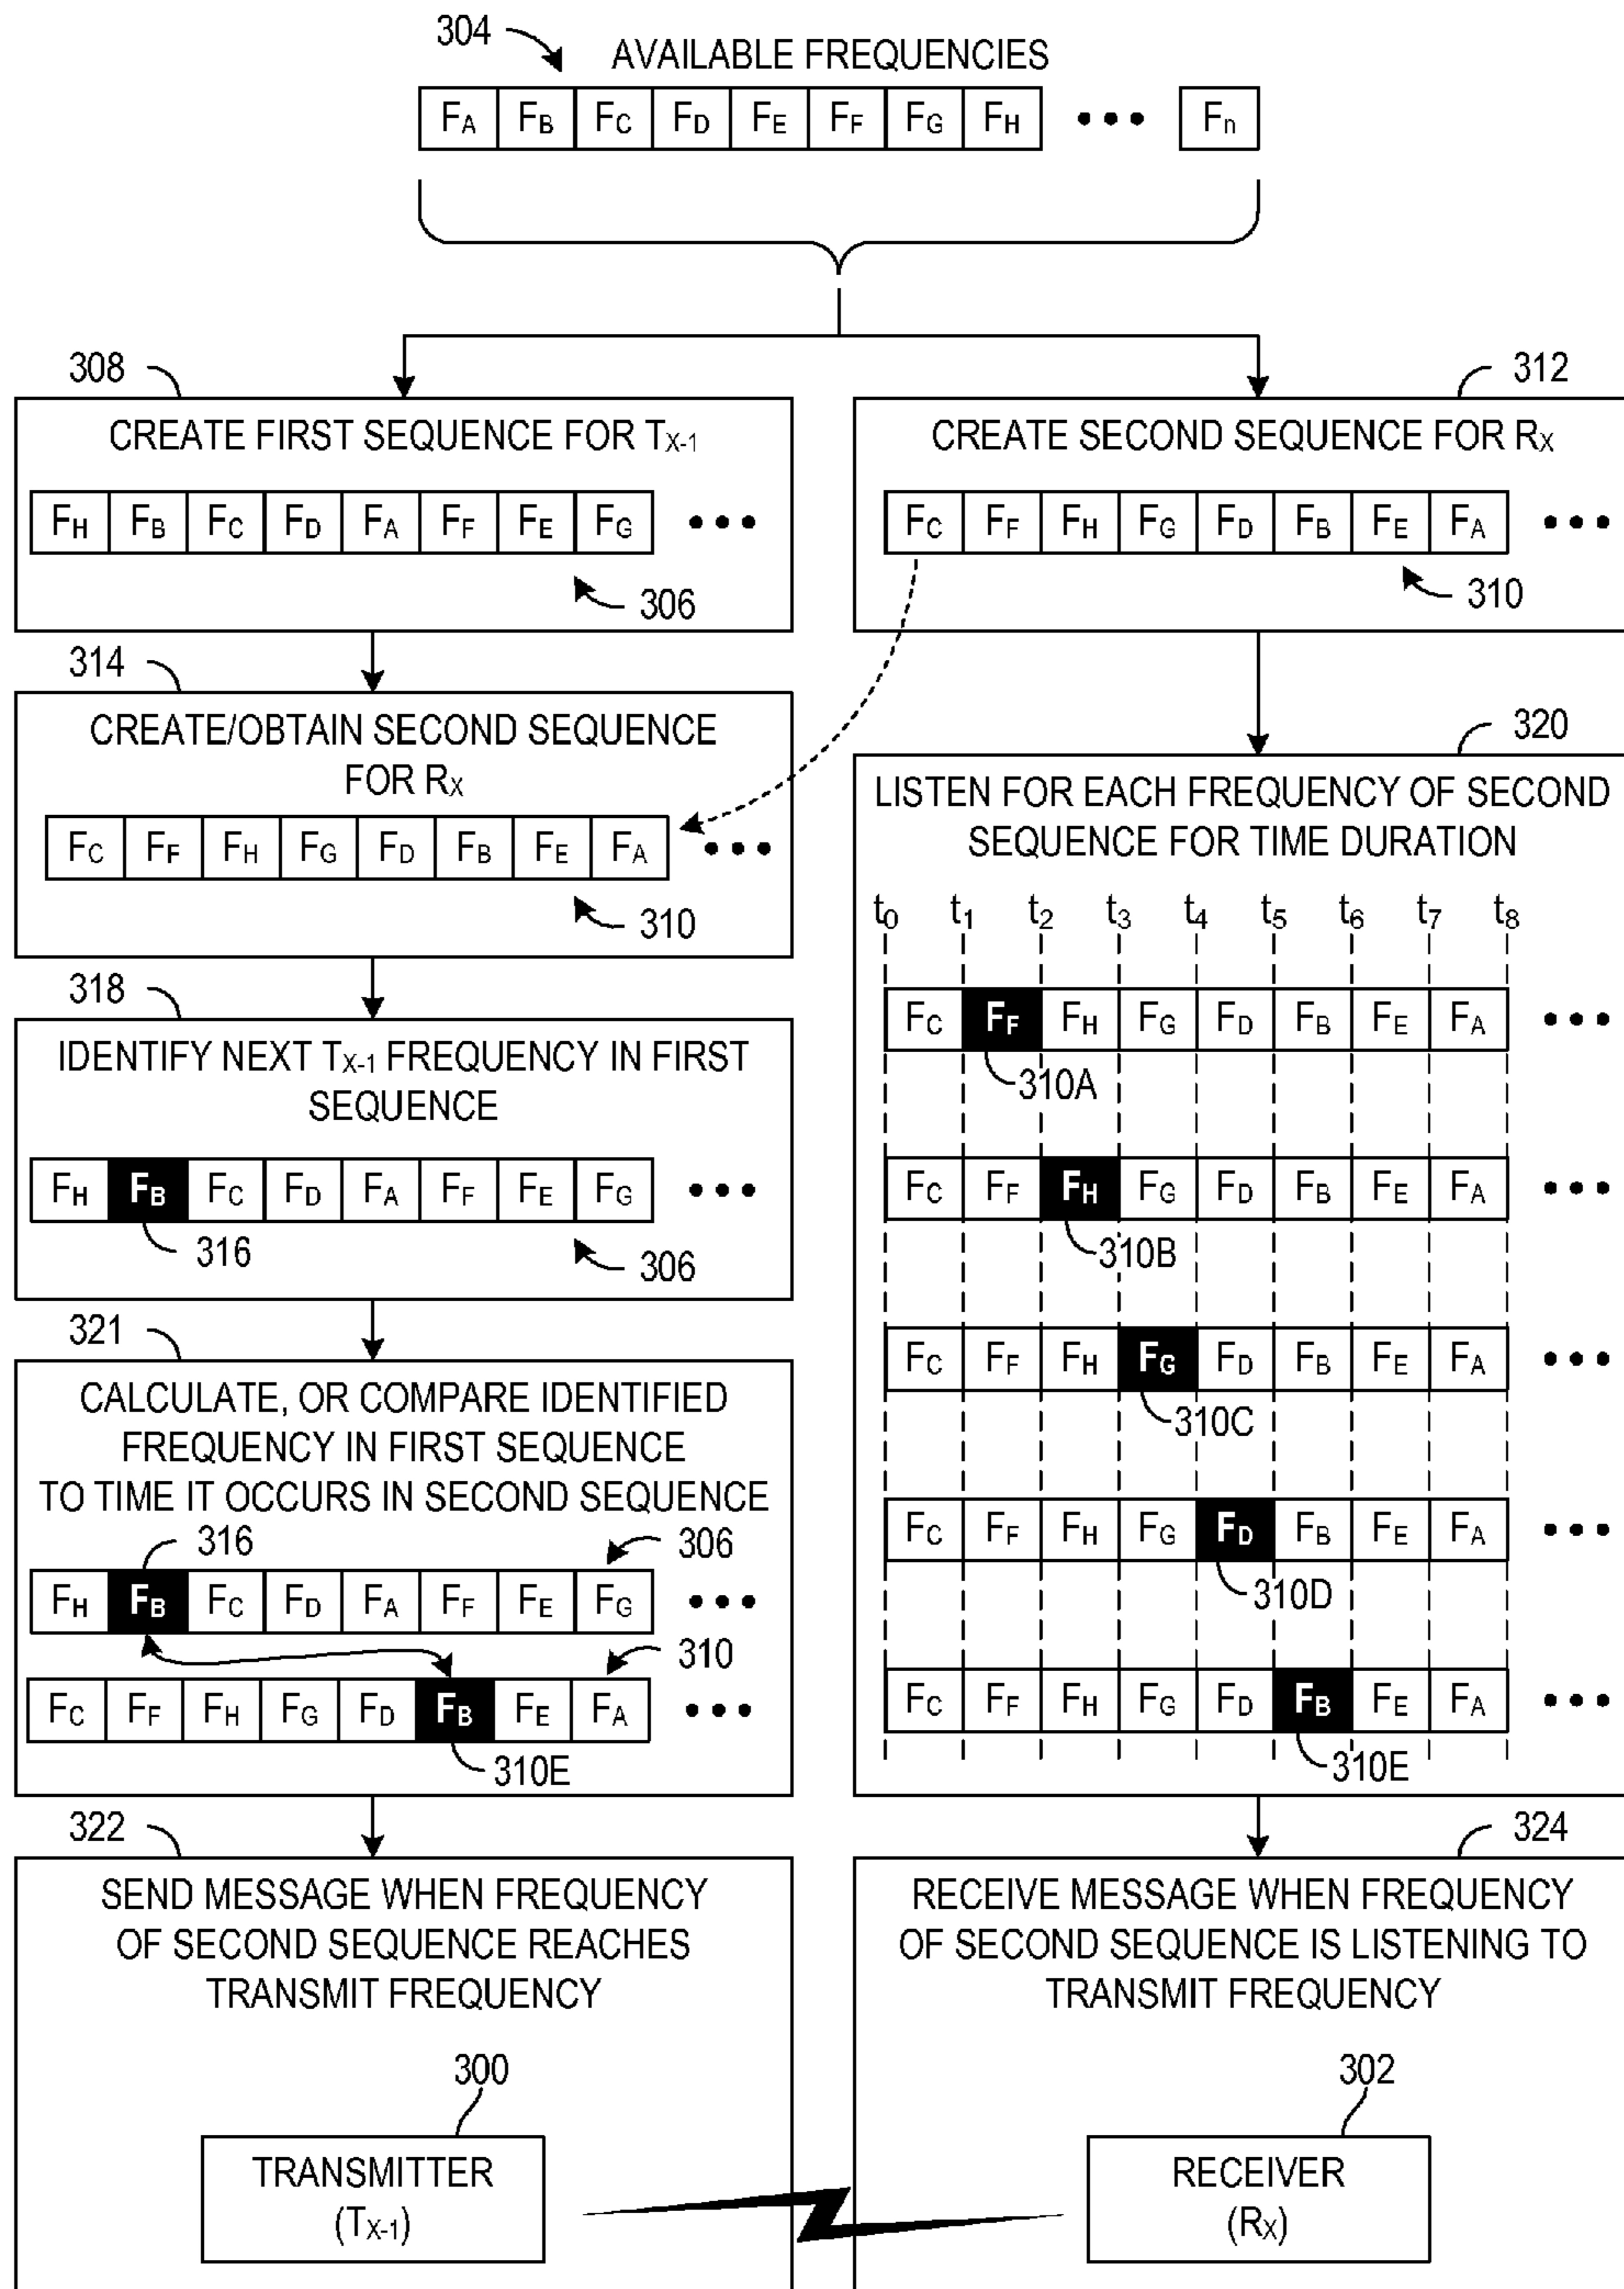 304
AVAILABLE FREQUENCIES
FA FB FC FD FE FF FG FH ••• Fn
308
CREATE FIRST SEQUENCE FOR TX-1
FH FB FC FD FA FF FE FG •••
306
312
CREATE SECOND SEQUENCE FOR RX
FC FF FH FG FD FB FE FA •••
310
314
CREATE/OBTAIN SECOND SEQUENCE
FOR RX
FC FF FH FG FD FB FE FA •••
310
318
IDENTIFY NEXT TX-1 FREQUENCY IN FIRST
SEQUENCE
FH FB FC FD FA FF FE FG •••
316
306
320
LISTEN FOR EACH FREQUENCY OF SECOND
SEQUENCE FOR TIME DURATION
t0 t1 t2 t3 t4 t5 t6 t7 t8
FC FF FH FG FD FB FE FA •••
310A
FC FF FH FG FD FB FE FA •••
310B
FC FF FH FG FD FB FE FA •••
310C
FC FF FH FG FD FB FE FA •••
310D
FC FF FH FG FD FB FE FA •••
310E
321
CALCULATE, OR COMPARE IDENTIFIED
FREQUENCY IN FIRST SEQUENCE
TO TIME IT OCCURS IN SECOND SEQUENCE
316
306
FH FB FC FD FA FF FE FG •••
310
FC FF FH FG FD FB FE FA •••
310E
322
SEND MESSAGE WHEN FREQUENCY
OF SECOND SEQUENCE REACHES
TRANSMIT FREQUENCY
300
TRANSMITTER
(TX-1)
324
RECEIVE MESSAGE WHEN FREQUENCY
OF SECOND SEQUENCE IS LISTENING TO
TRANSMIT FREQUENCY
302
RECEIVER
(RX)